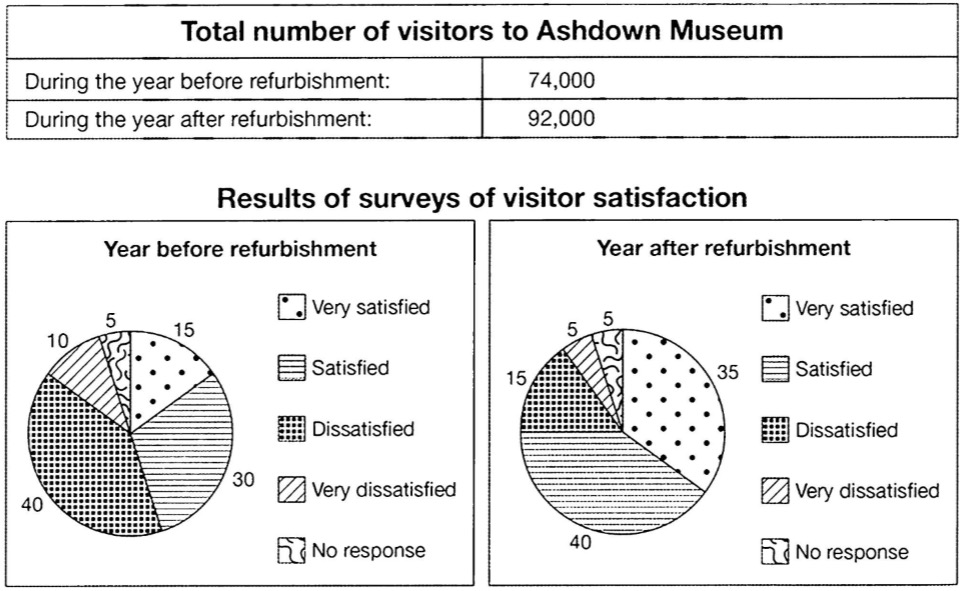 Total number of visitors to Ashdown Museum
During the year before refurbishment: 74,000
During the year after refurbishment: 92,000
Results of surveys of visitor satisfaction
Year before refurbishment
5
15
10
40
30
Very satisfied
Satisfied
Dissatisfied
Very dissatisfied
No response
Year after refurbishment
5
5
15
35
40
Very satisfied
Satisfied
Dissatisfied
Very dissatisfied
No response